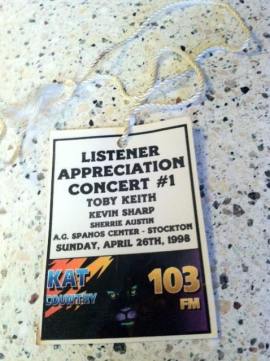 LISTENER
APPRECIATION
CONCERT #1
TOBY KEITH
KEVIN SHARP
SHERRIE AUSTIN
A.G. SPANOS CENTER - STOCKTON
SUNDAY, APRIL 26TH, 1998
KAT 103
COUNTRY FM